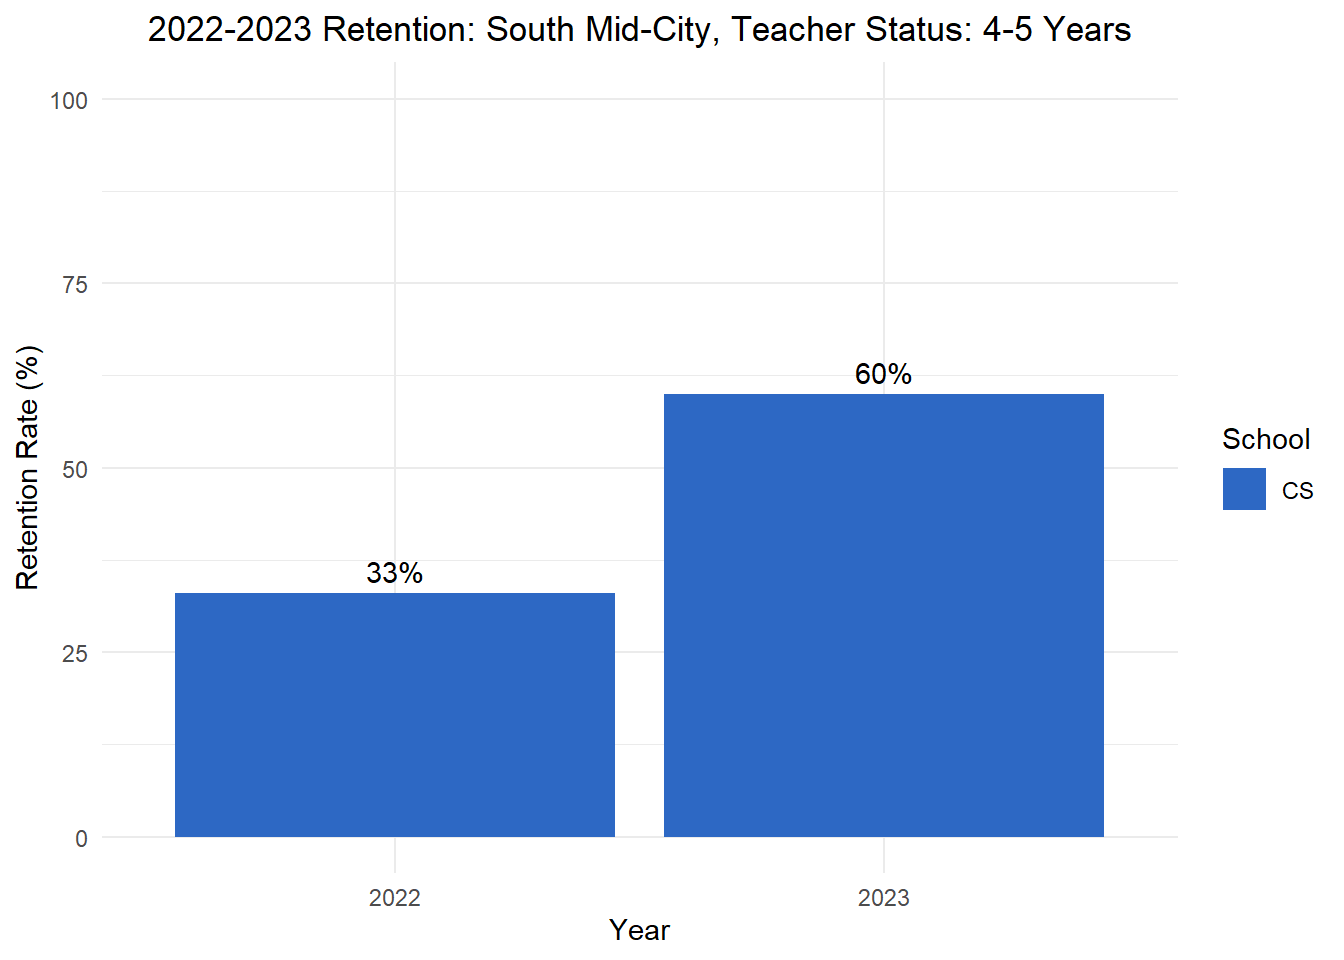 2022-2023 Retention: South Mid-City, Teacher Status: 4-5 Years
100
75
50
25
0
Retention Rate (%)
33%
60%
2022
2023
Year
School
CS